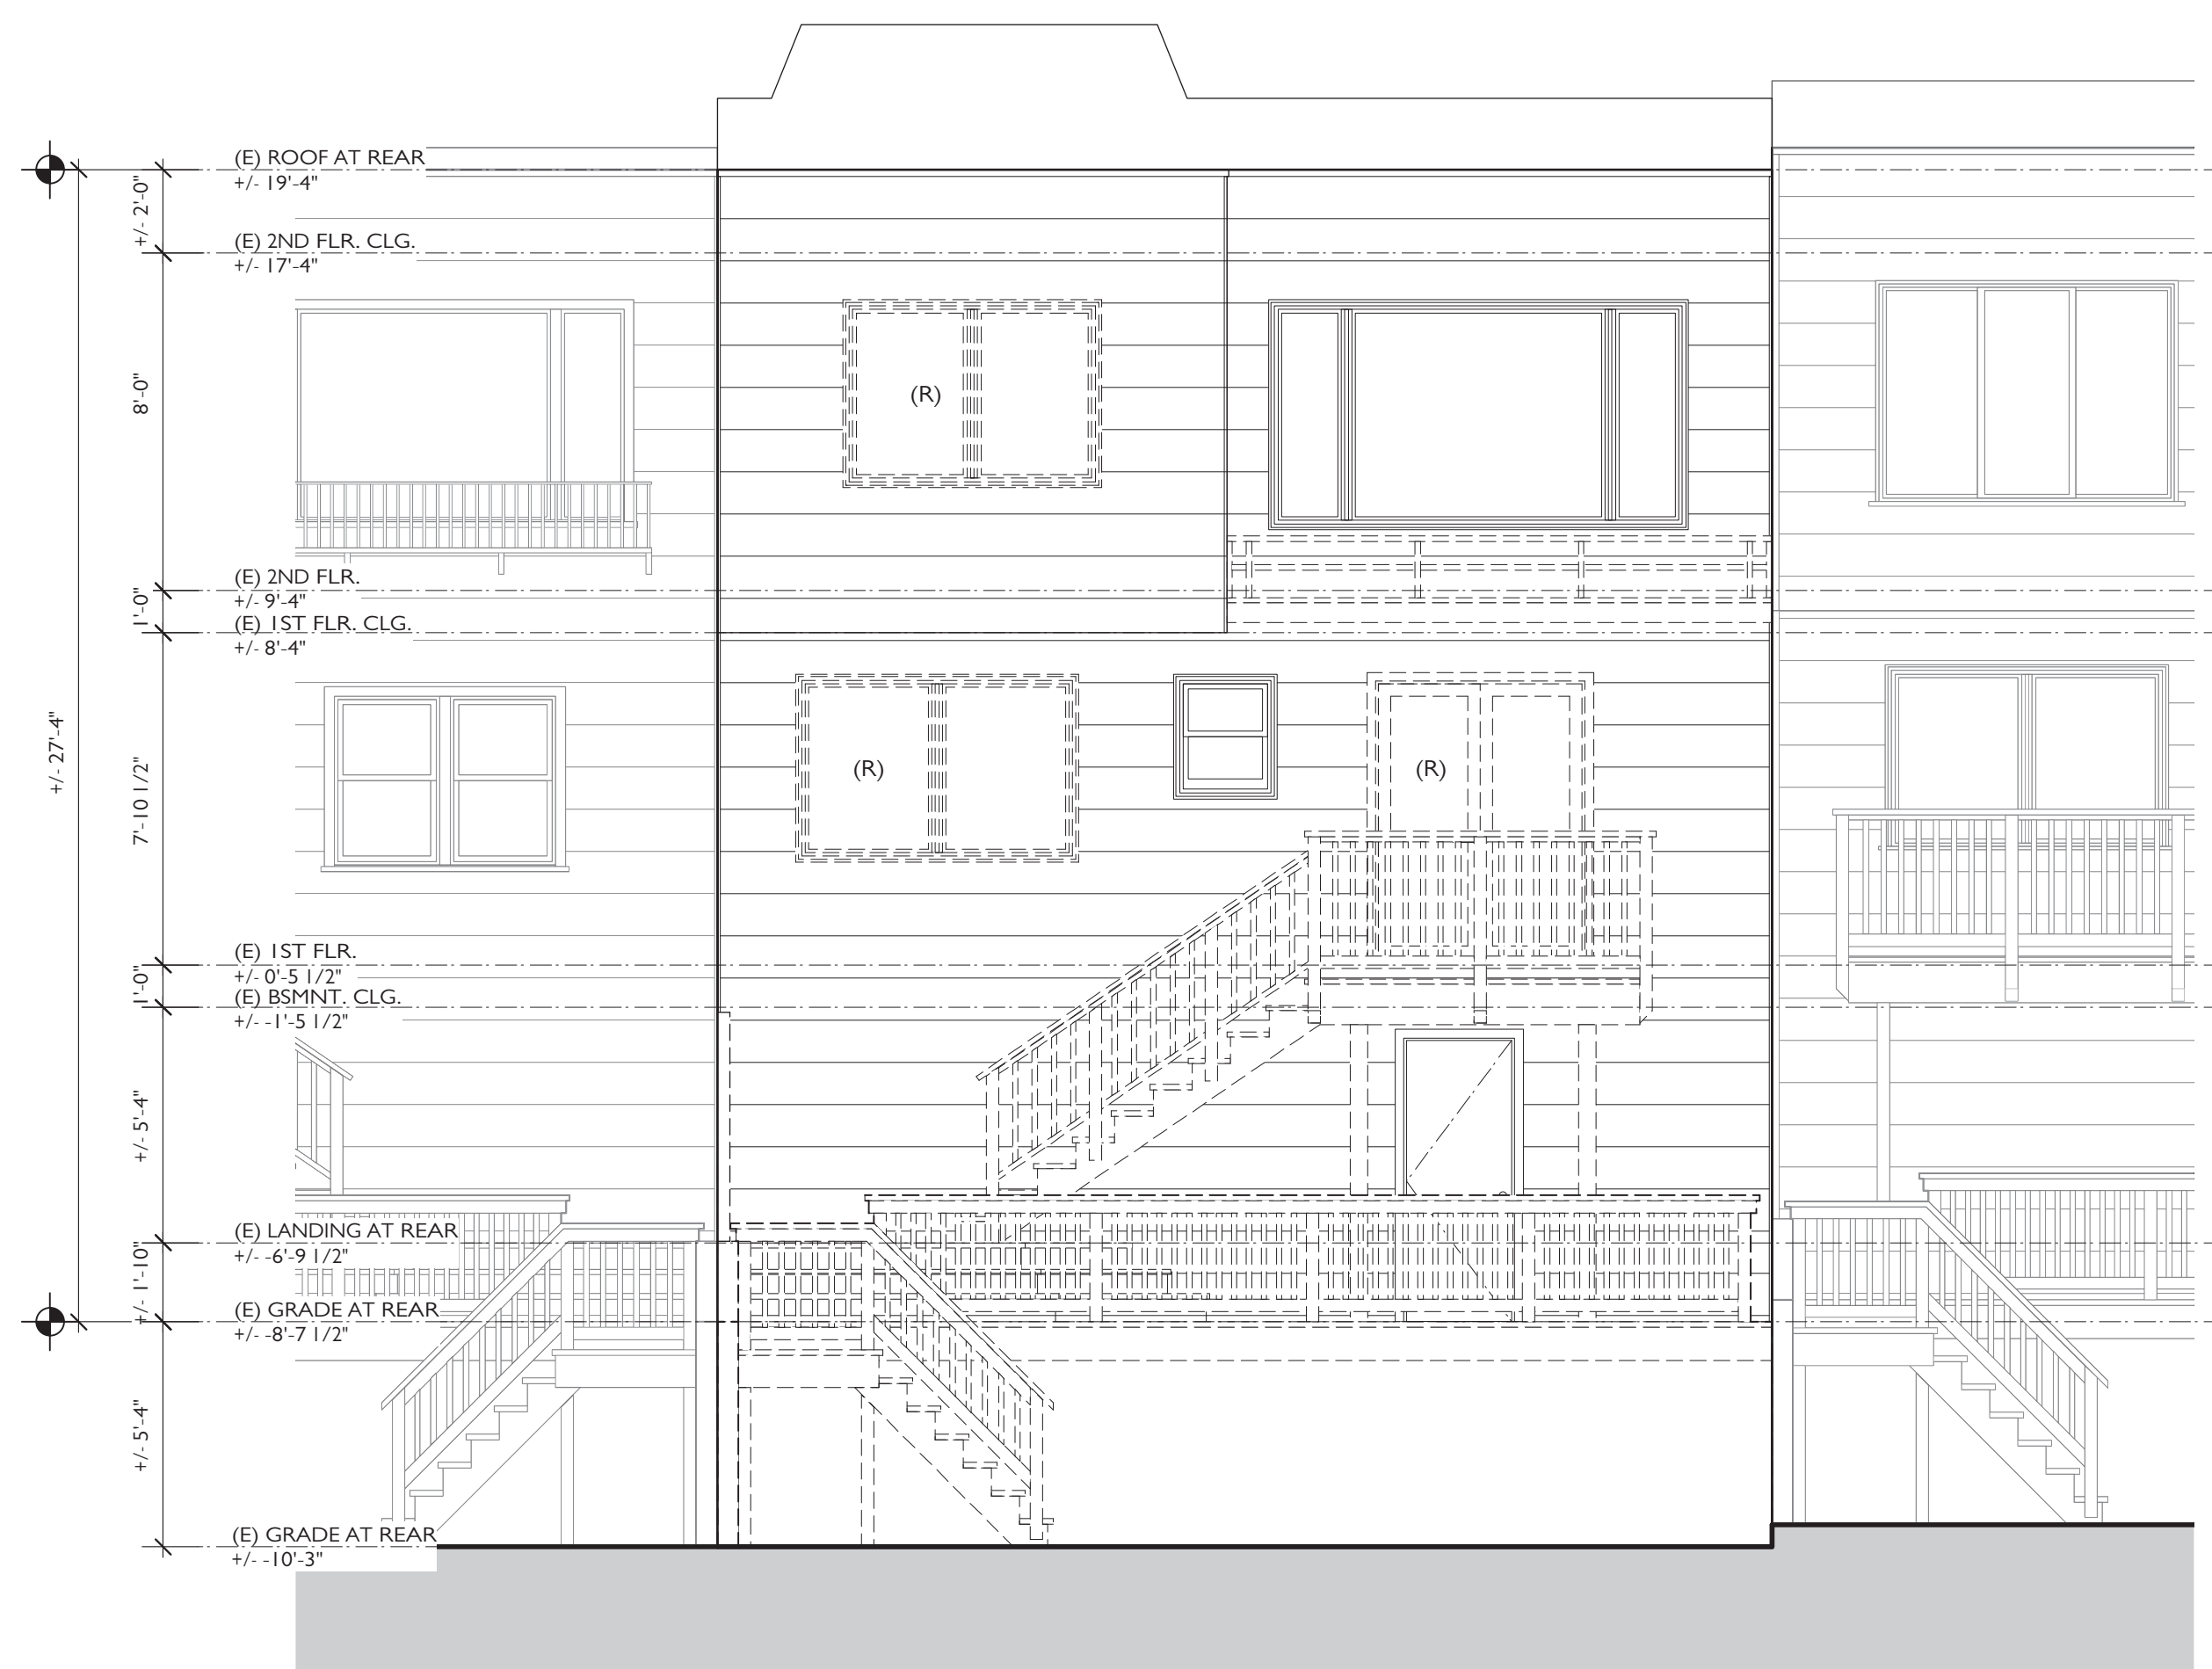 (E) ROOF AT REAR
+/- 19'-4"
+/- 2'-0"
(E) 2ND FLR. CLG.
+/- 17'-4"
8'-0"
(R)
(E) 2ND FLR.
+/- 9'-4"
1'-0"
(E) 1ST FLR. CLG.
+/- 8'-4"
+/- 27'-4"
7'-10 1/2"
(R)
(R)
(E) 1ST FLR.
+/- 0'-5 1/2"
1'-0"
(E) BSMNT. CLG.
+/- -1'-5 1/2"
+/- 5'-4"
(E) LANDING AT REAR
+/- -6'-9 1/2"
+/- 1'-10"
(E) GRADE AT REAR
+/- -8'-7 1/2"
+/- 5'-4"
(E) GRADE AT REAR
+/- -10'-3"